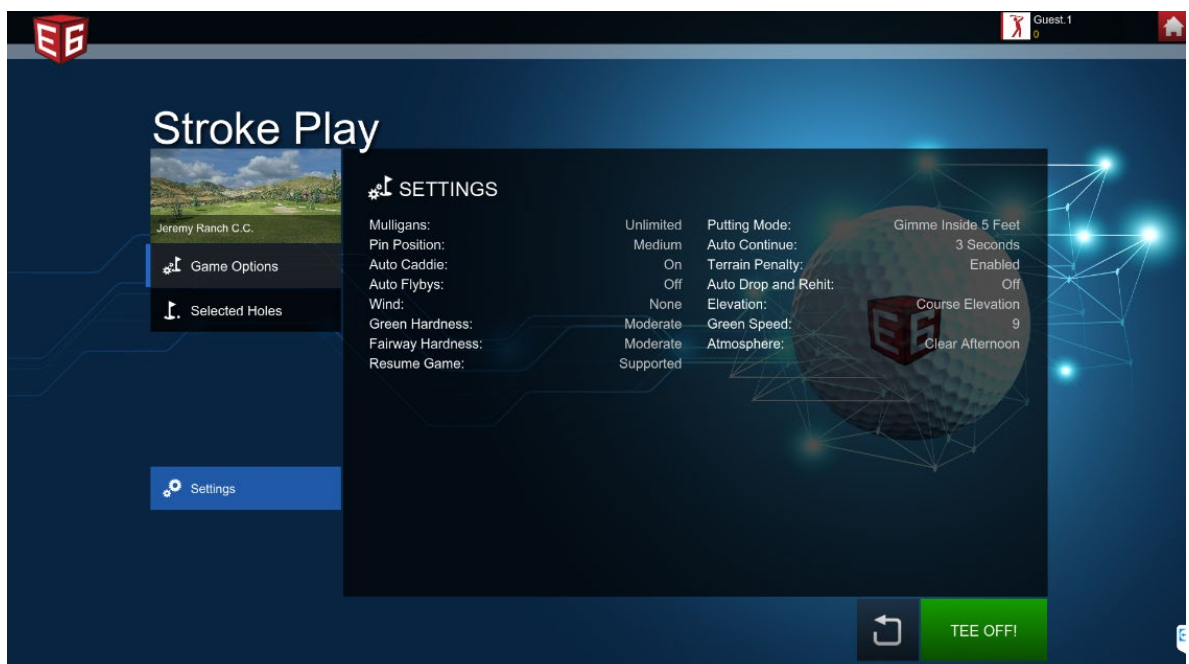 E6
Guest.1
0
Stroke Play
Jeremy Ranch C.C.
Game Options
Selected Holes
Settings
SETTINGS
Mulligans: Unlimited
Pin Position: Medium
Auto Caddie: On
Auto Flybys: Off
Wind: None
Green Hardness: Moderate
Fairway Hardness: Moderate
Resume Game: Supported
Putting Mode: Gimme Inside 5 Feet
Auto Continue: 3 Seconds
Terrain Penalty: Enabled
Auto Drop and Rehit: Off
Elevation: Course Elevation
Green Speed: 9
Atmosphere: Clear Afternoon
E6
TEE OFF!